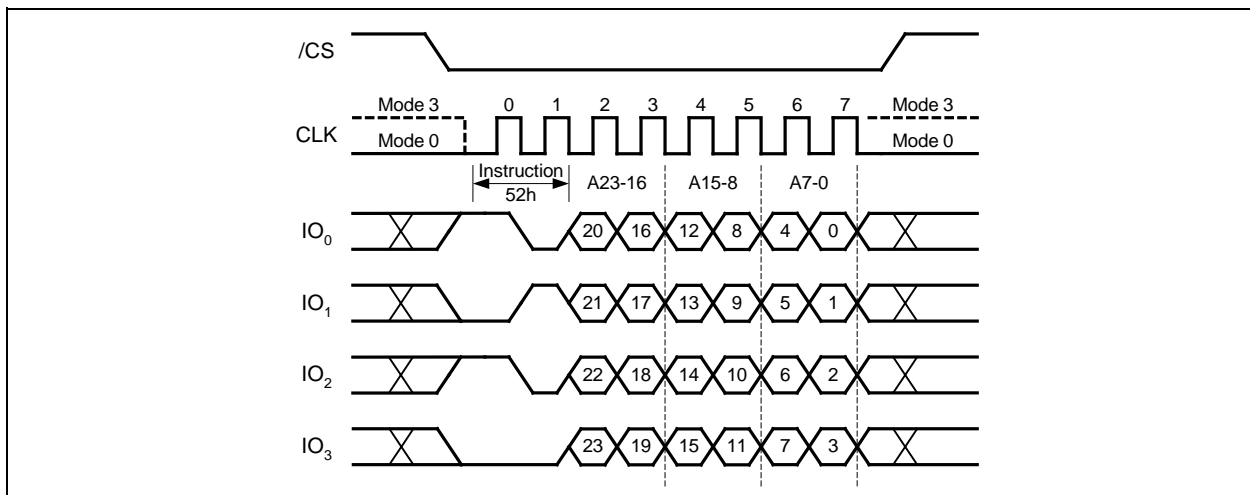 /CS
Mode 3 0 1 2 3 4 5 6 7 Mode 3
CLK
Mode 0 Mode 0
Instruction A23-16 A15-8 A7-0
52h
IO0 20 16 12 8 4 0
IO1 21 17 13 9 5 1
IO2 22 18 14 10 6 2
IO3 23 19 15 11 7 3